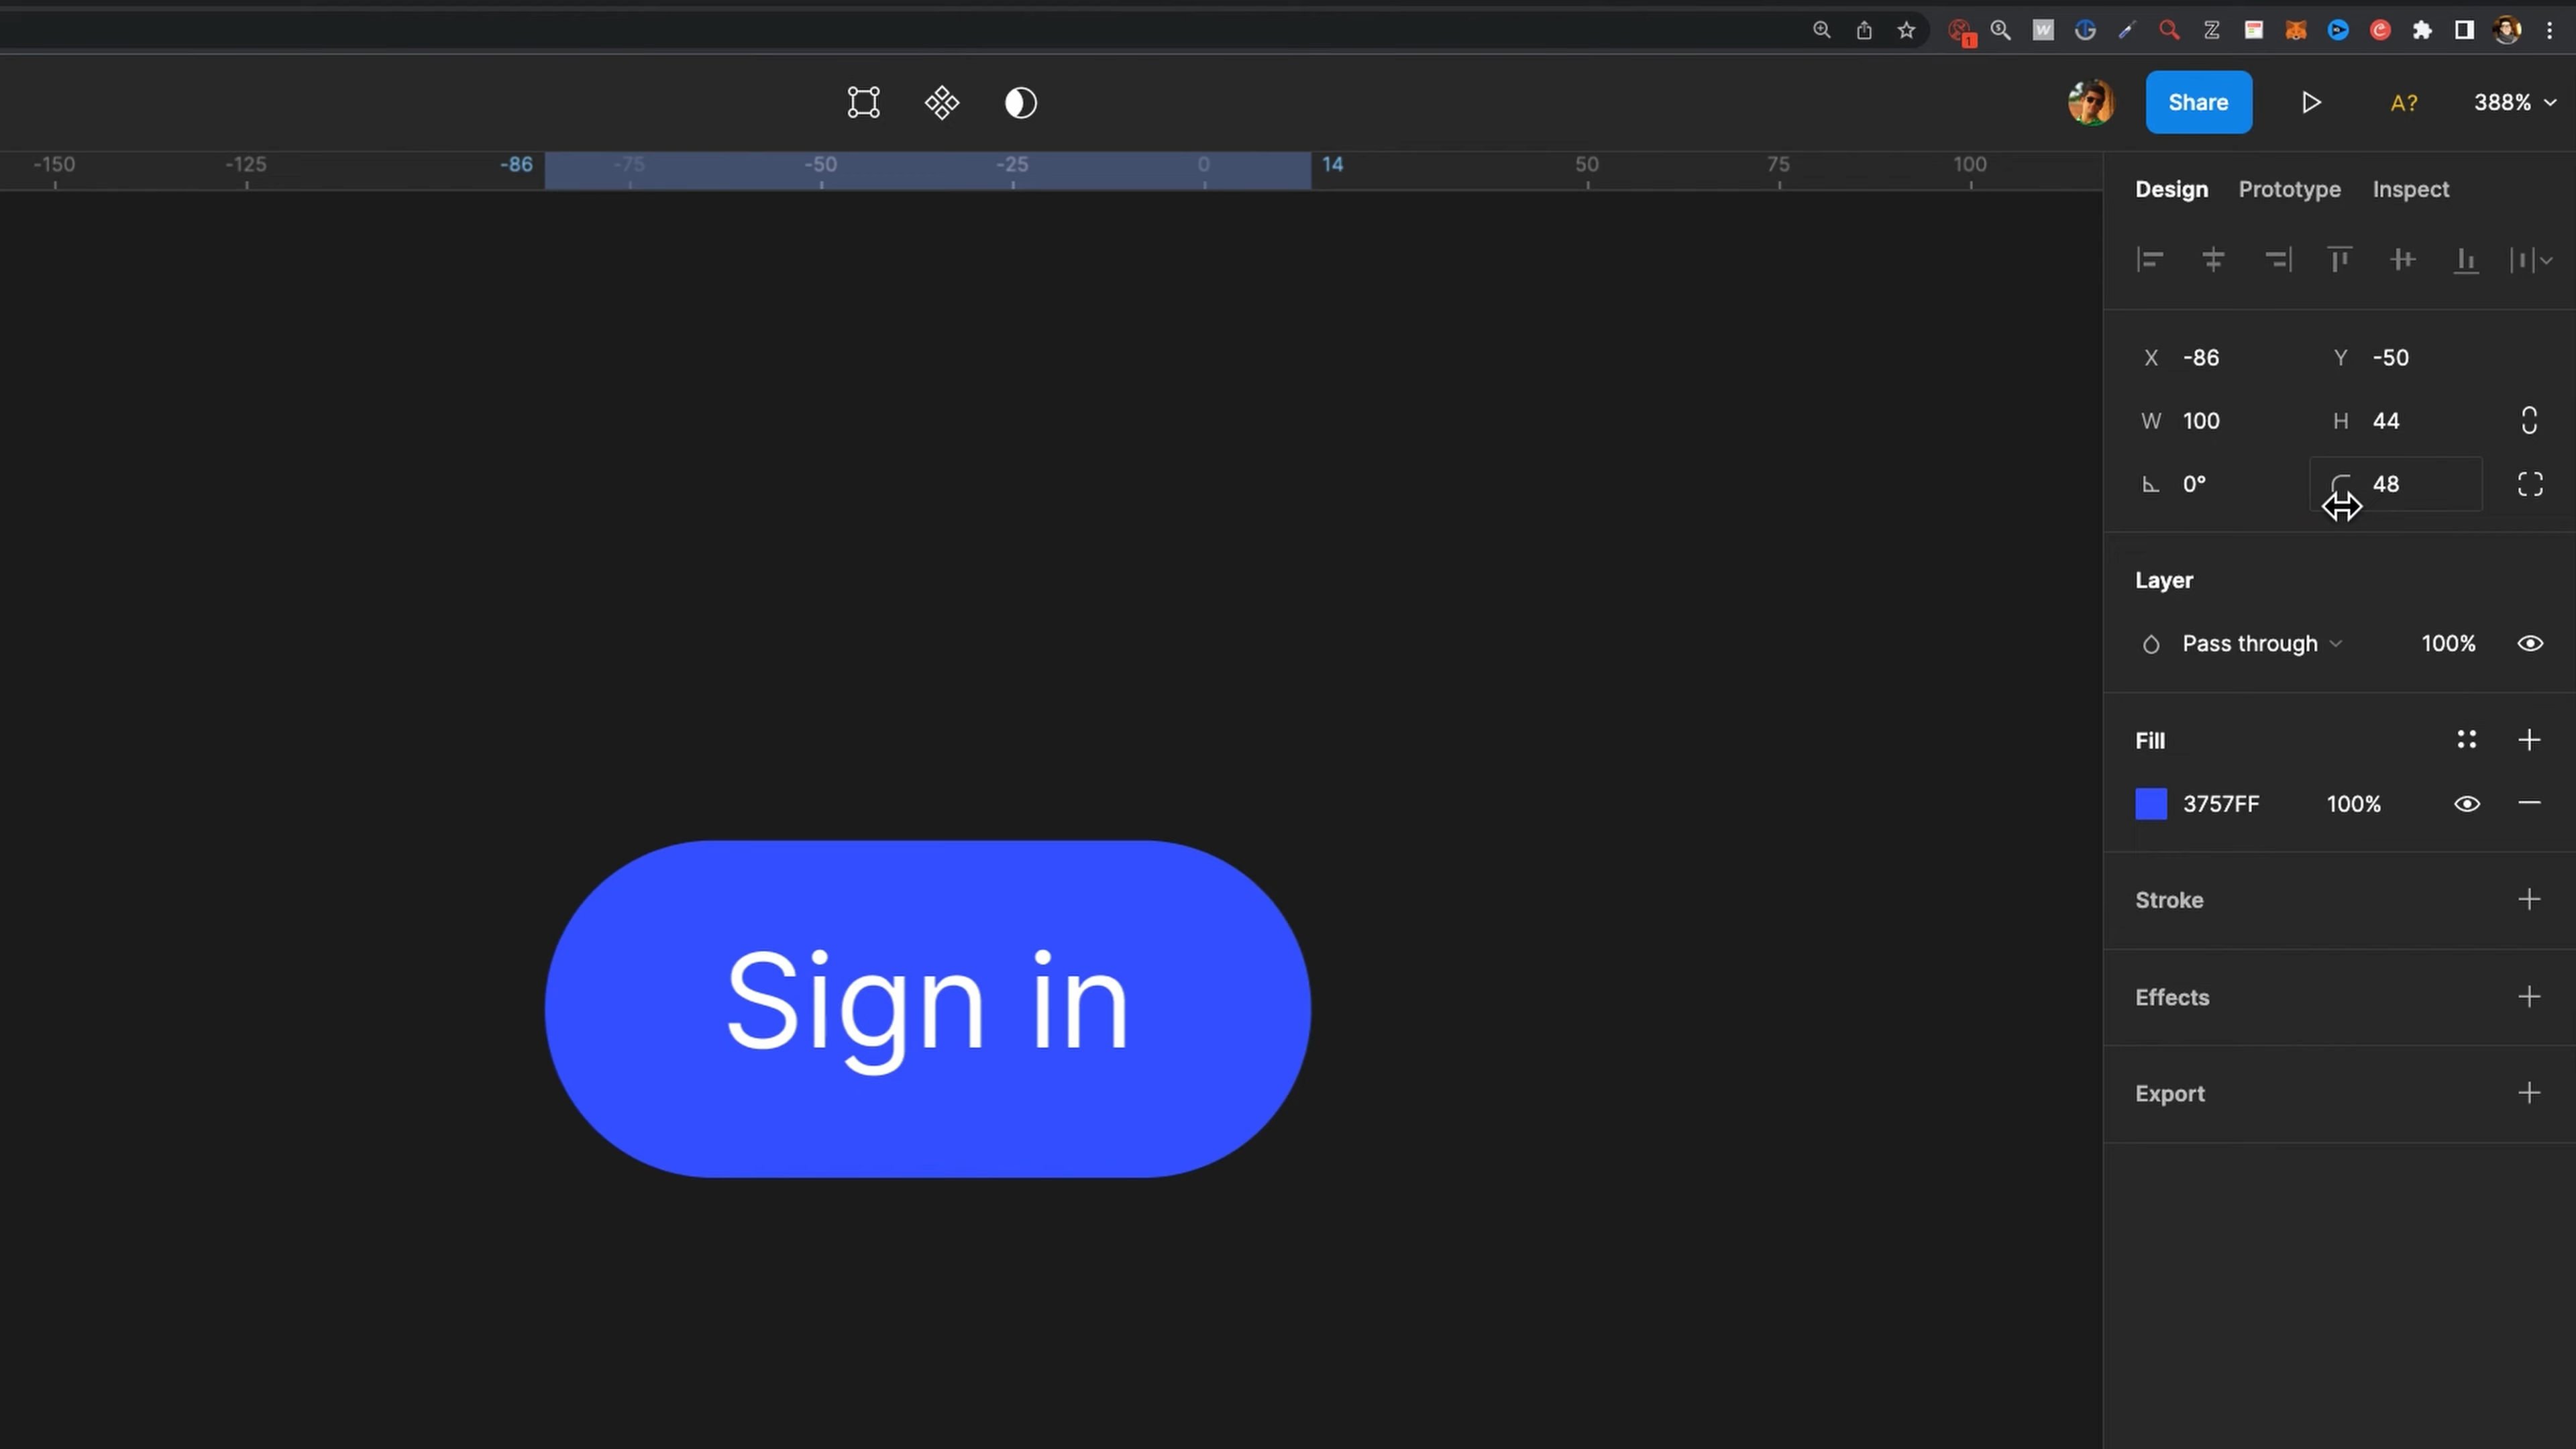 1
W
Z
Share
A?
388%
-150 -125 -86 -75 -50 -25 0 14 50 75 100
Design Prototype Inspect
X -86 Y -50
W 100 H 44
0° 48
Layer
Pass through 100%
Fill
3757FF 100%
Stroke
Effects
Export
Sign in